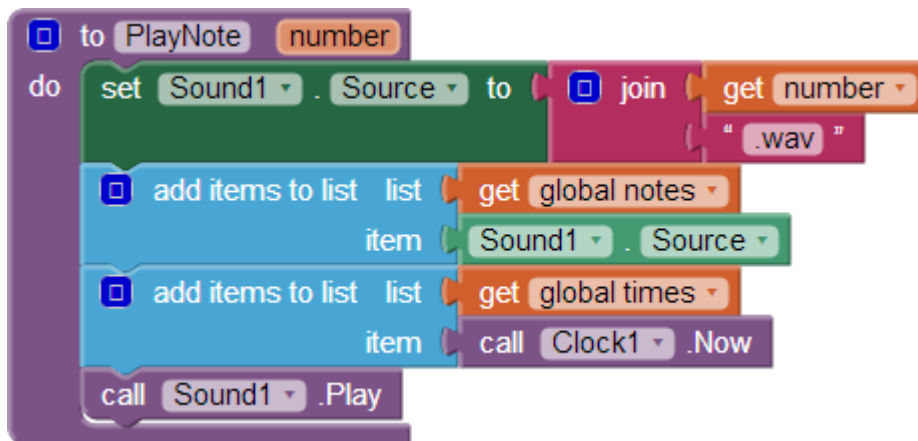 to PlayNote number
do set Sound1 . Source to join get number
" .wav "
add items to list list get global notes
item Sound1 . Source
add items to list list get global times
item call Clock1 .Now
call Sound1 .Play